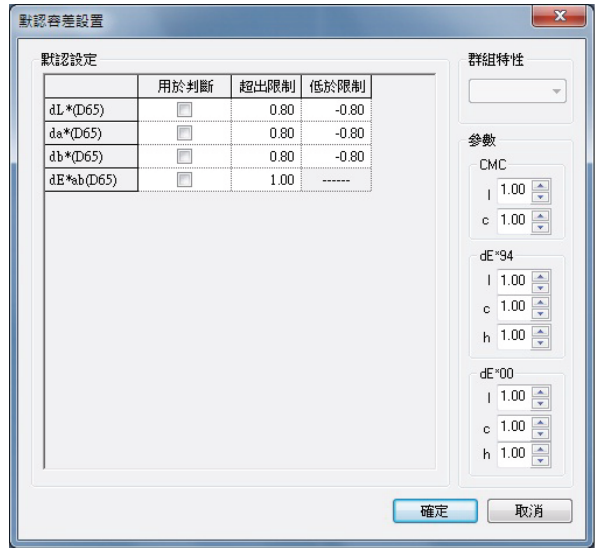 默認容差設置
默認設定
用於判斷 超出限制 低於限制
dL*(D65) 0.80 -0.80
da*(D65) 0.80 -0.80
db*(D65) 0.80 -0.80
dE*ab(D65) 1.00 ------
群組特性
參數
CMC
l 1.00
c 1.00
dE*94
l 1.00
c 1.00
h 1.00
dE*00
l 1.00
c 1.00
h 1.00
確定 取消